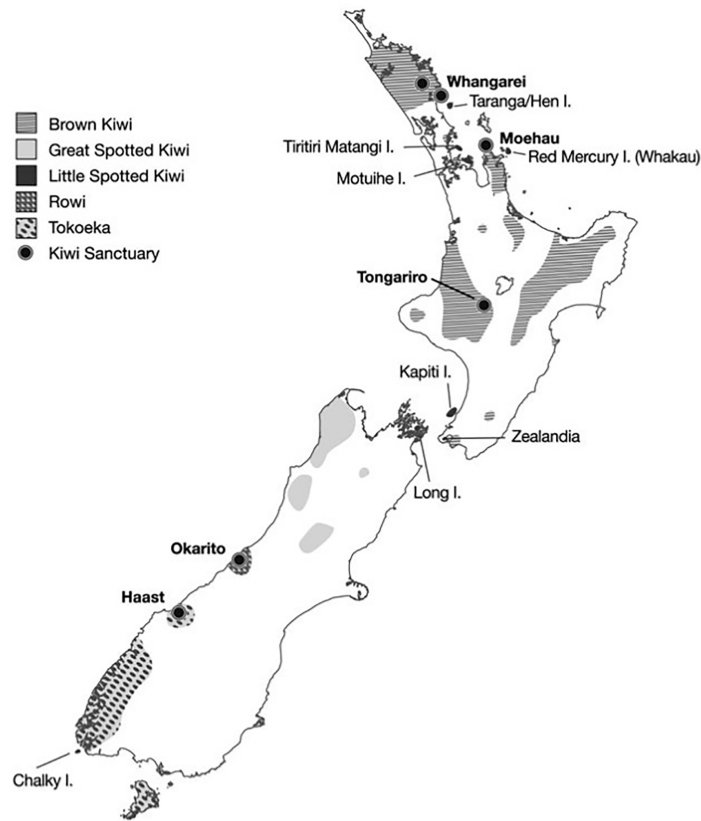 Brown Kiwi
Great Spotted Kiwi
Little Spotted Kiwi
Rowi
Tokoeka
Kiwi Sanctuary
Whangarei
Taranga/Hen I.
Moehau
Tiritiri Matangi I.
Red Mercury I. (Whakau)
Motuihe I.
Tongariro
Kapiti I.
Zealandia
Long I.
Okarito
Haast
Chalky I.